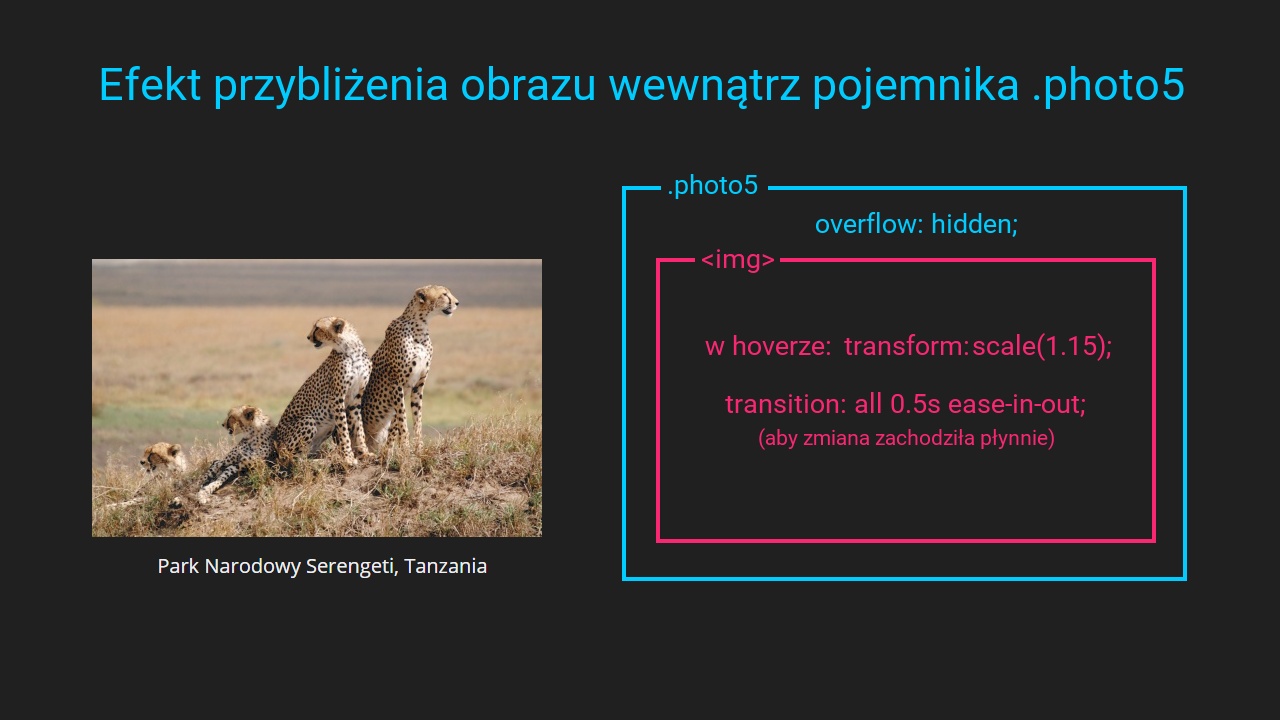 Efekt przybliżenia obrazu wewnątrz pojemnika .photo5
.photo5
overflow: hidden;
<img>
w hoverze: transform:scale(1.15);
transition: all 0.5s ease-in-out;
(aby zmiana zachodziła płynnie)
Park Narodowy Serengeti, Tanzania